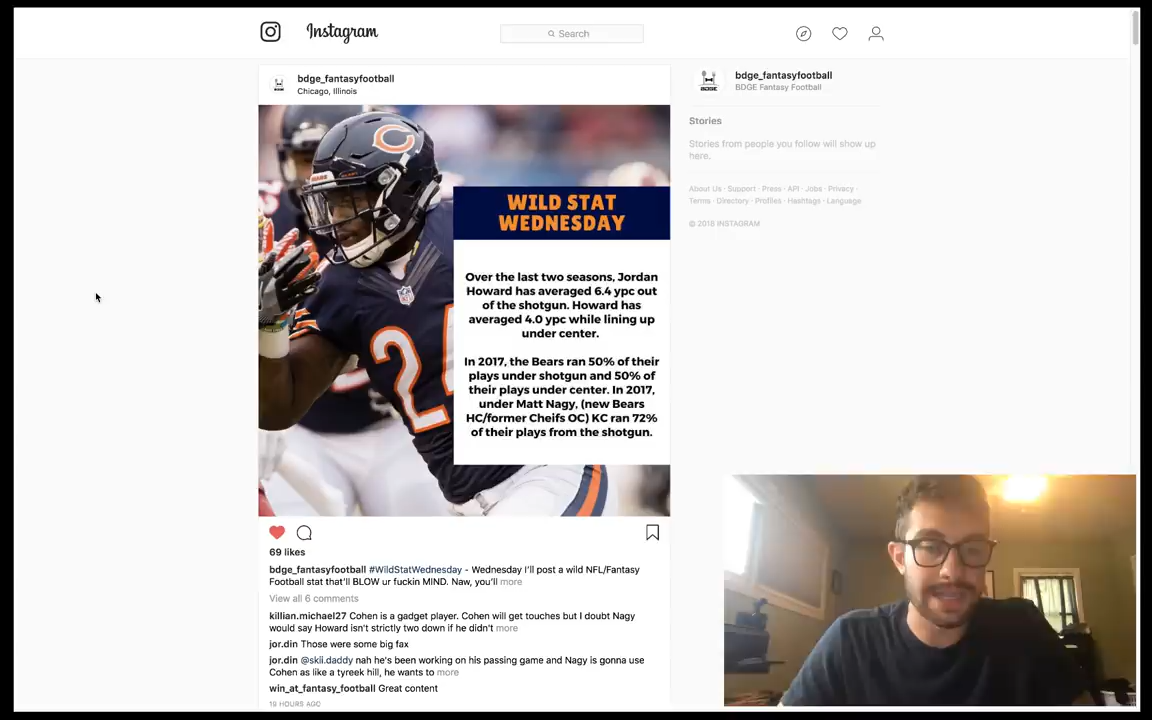 Instagram
Search
bdge_fantasyfootball
Chicago, Illinois
BEARS
C
24
WILD STAT
WEDNESDAY
Over the last two seasons, Jordan
Howard has averaged 6.4 ypc out
of the shotgun. Howard has
averaged 4.0 ypc while lining up
under center.
In 2017, the Bears ran 50% of their
plays under shotgun and 50% of
their plays under center. In 2017,
under Matt Nagy, (new Bears
HC/former Cheifs OC) KC ran 72%
of their plays from the shotgun.
69 likes
bdge_fantasyfootball #WildStatWednesday - Wednesday I'll post a wild NFL/Fantasy
Football stat that'll BLOW ur fuckin MIND. Naw, you'll more
View all 6 comments
killian.michael27 Cohen is a gadget player. Cohen will get touches but I doubt Nagy
would say Howard isn't strictly two down if he didn't more
jor.din Those were some big fax
jor.din @skii.daddy nah he's been working on his passing game and Nagy is gonna use
Cohen as like a tyreek hill, he wants to more
win_at_fantasy_football Great content
19 HOURS AGO
BDGE
bdge_fantasyfootball
BDGE Fantasy Football
Stories
Stories from people you follow will show up
here.
About Us · Support · Press · API · Jobs · Privacy ·
Terms · Directory · Profiles · Hashtags · Language
© 2018 INSTAGRAM